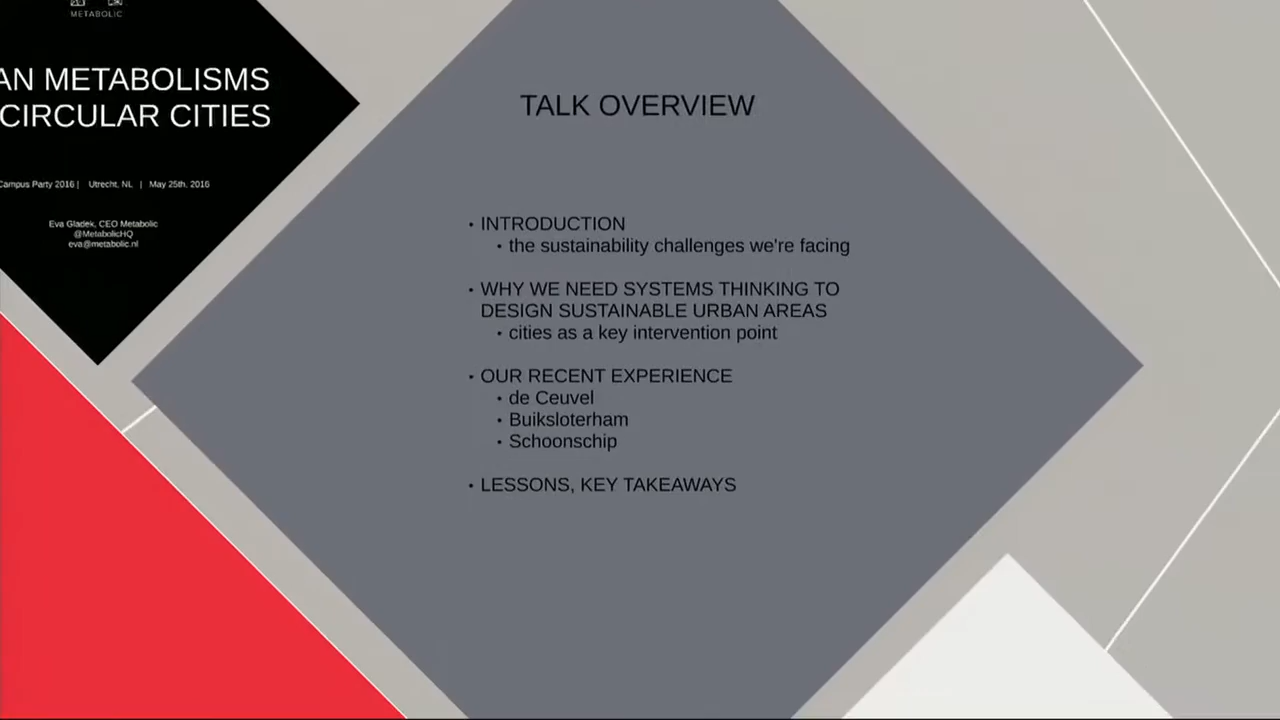 METABOLIC
AN METABOLISMS
CIRCULAR CITIES
Campus Party 2016 | Utrecht, NL | May 25th, 2016
Eva Gladek, CEO Metabolic
@MetabolicHQ
eva@metabolic.nl
TALK OVERVIEW
• INTRODUCTION
• the sustainability challenges we're facing
• WHY WE NEED SYSTEMS THINKING TO
DESIGN SUSTAINABLE URBAN AREAS
• cities as a key intervention point
• OUR RECENT EXPERIENCE
• de Ceuvel
• Buiksloterham
• Schoonschip
• LESSONS, KEY TAKEAWAYS